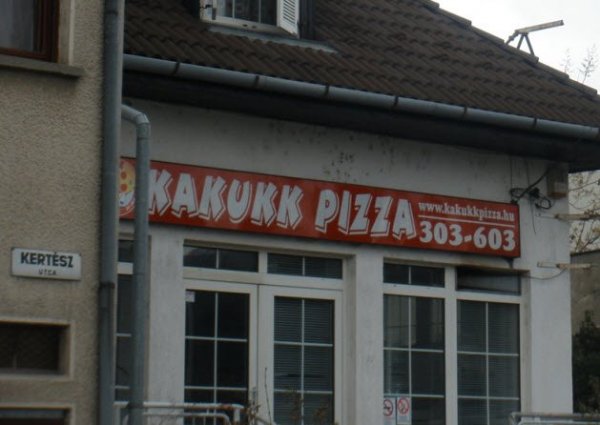 KAKUKK PIZZA
www.kakukkpizza.hu
303-603
KERTÉSZ
UTCA